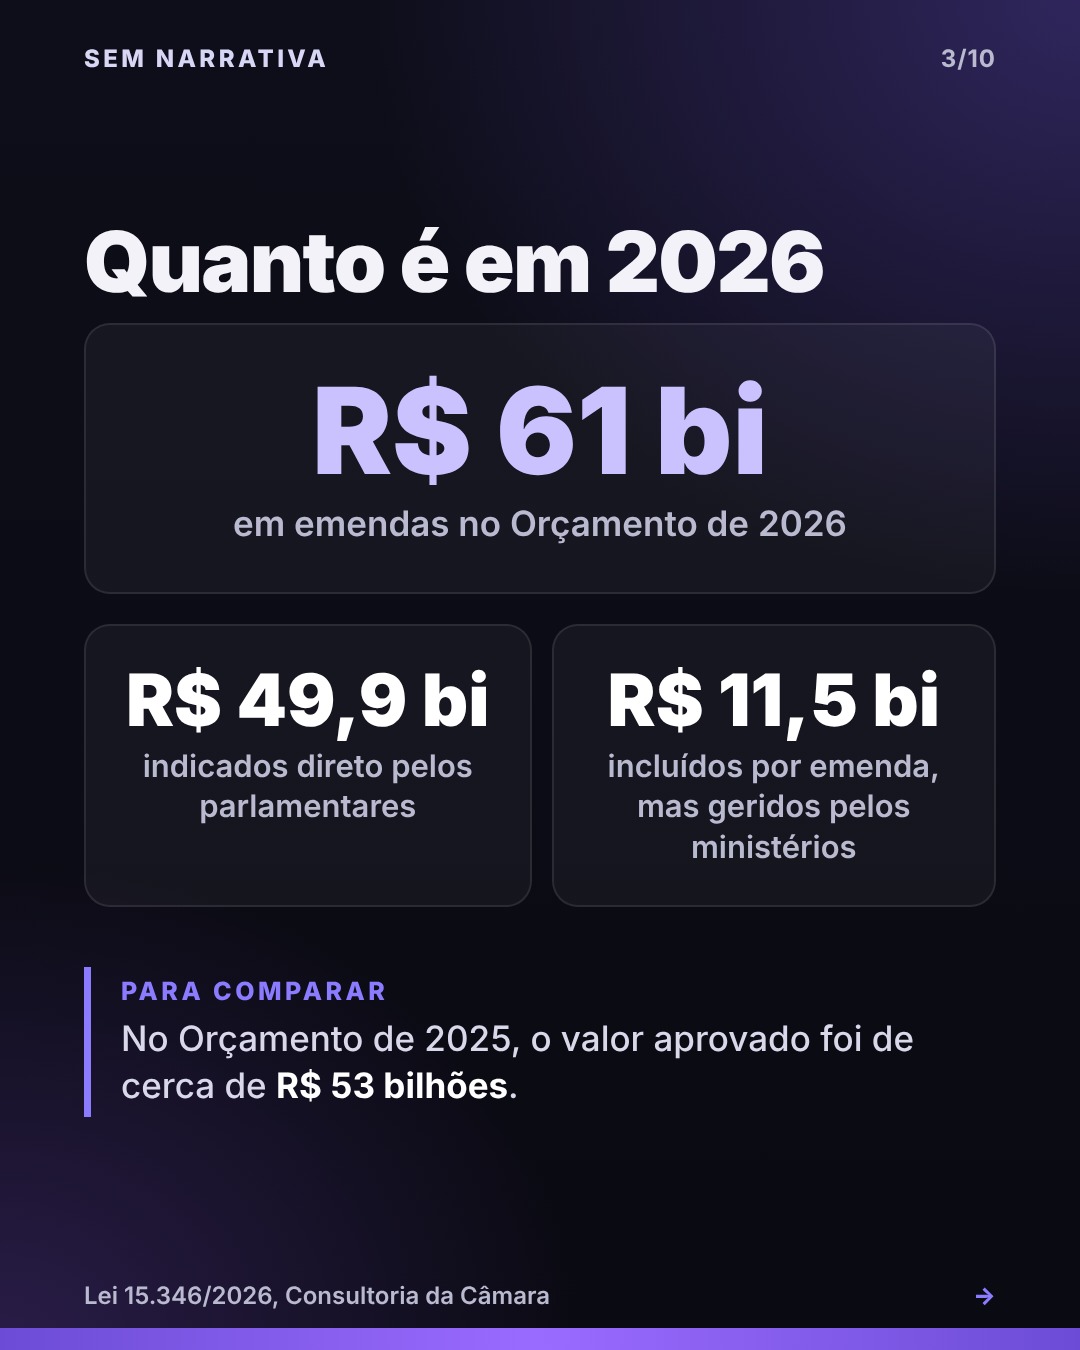 SEM NARRATIVA
3/10
Quanto é em 2026
R$ 61 bi
em emendas no Orçamento de 2026
R$ 49,9 bi
indicados direto pelos
parlamentares
R$ 11,5 bi
incluídos por emenda,
mas geridos pelos
ministérios
PARA COMPARAR
No Orçamento de 2025, o valor aprovado foi de
cerca de R$ 53 bilhões.
Lei 15.346/2026, Consultoria da Câmara
→